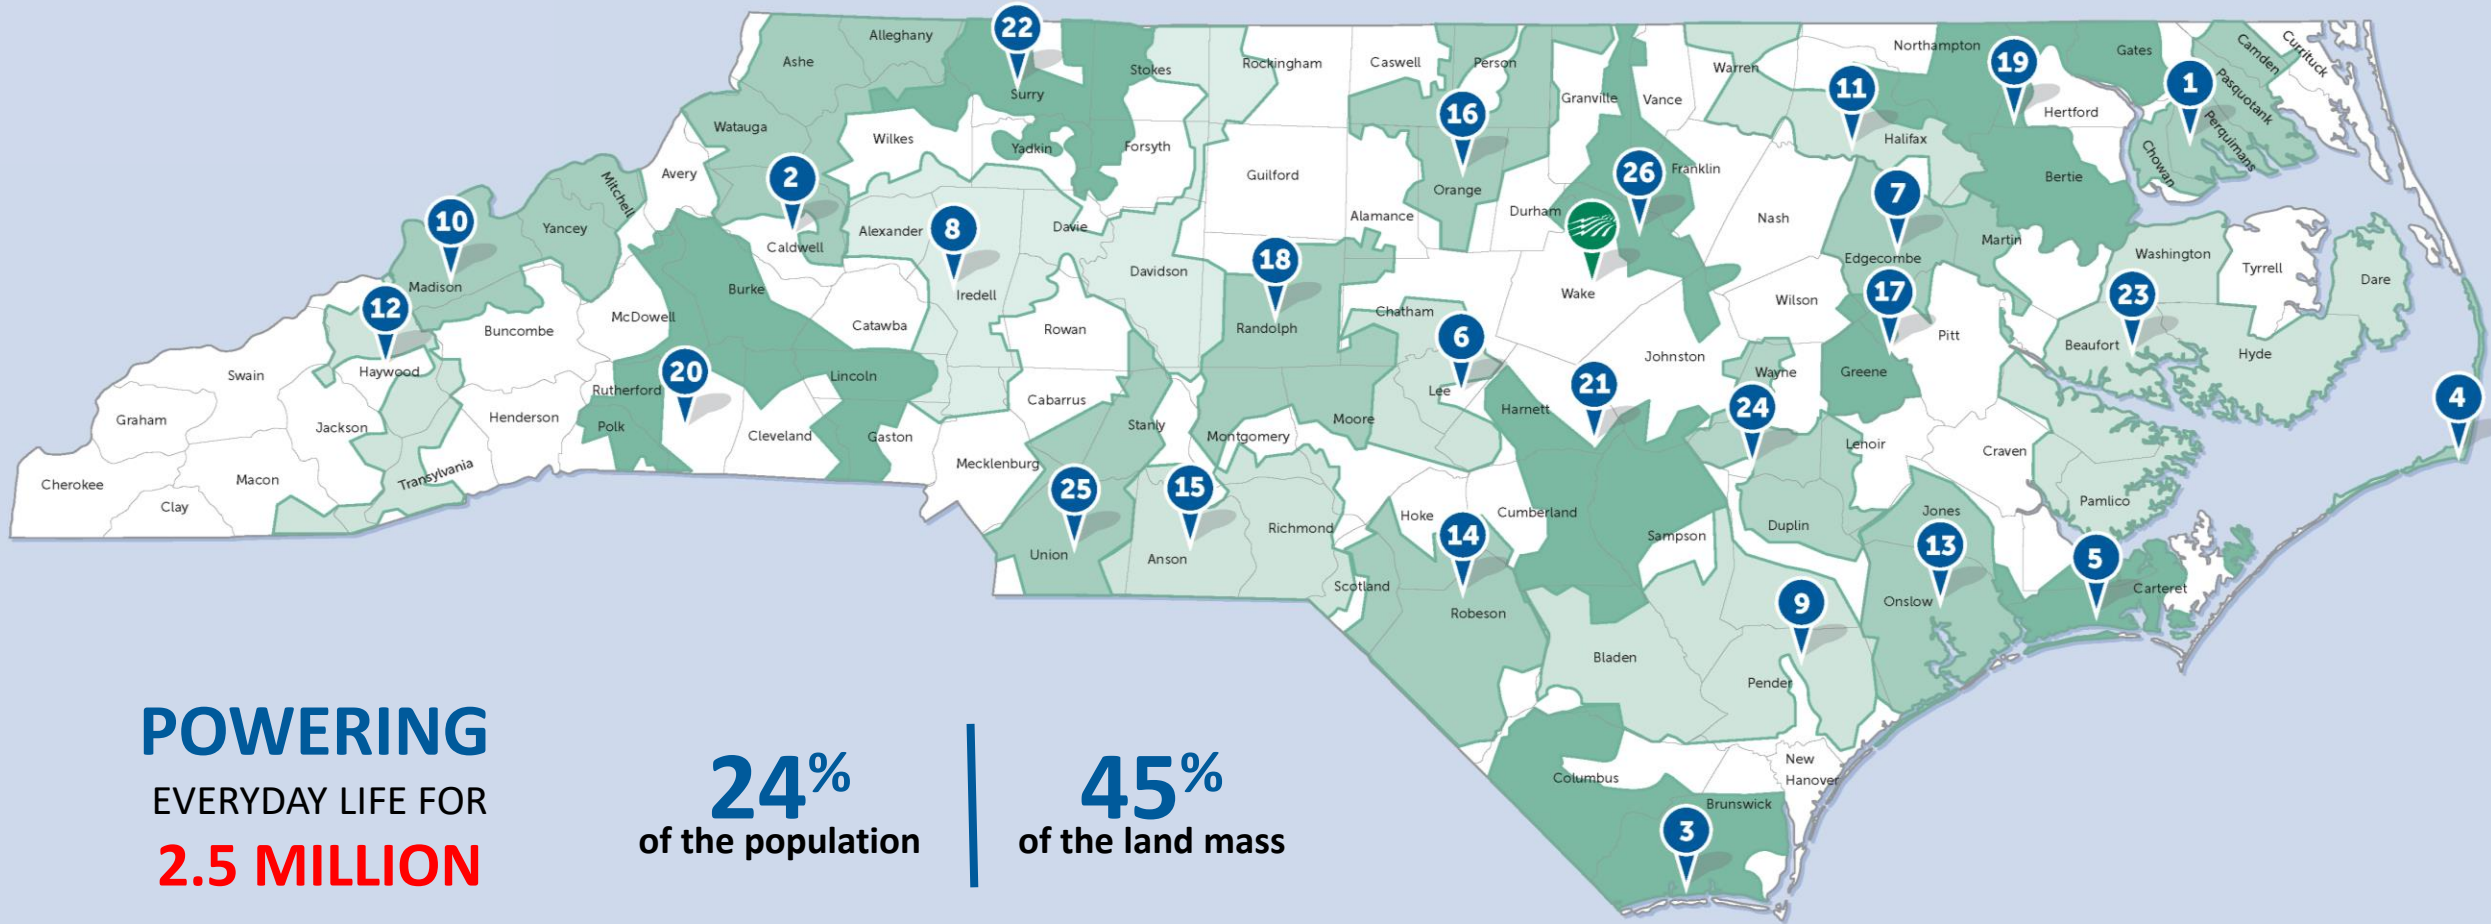 22
Alleghany
Ashe
Surry
Stokes
Rockingham
Caswell
Person
Granville
Vance
Warren
Northampton
Gates
Camden
Currituck
Pasquotank
Perquimans
Chowan
19
1
11
16
Hertford
Halifax
Bertie
Watauga
Wilkes
Yadkin
Forsyth
Guilford
Orange
26
Franklin
7
Mitchell
Avery
2
Caldwell
Alexander
8
Davie
Alamance
Durham
Nash
Martin
Edgecombe
Washington
Tyrrell
Dare
10
Yancey
Madison
Burke
Iredell
Davidson
18
Randolph
Chatham
Wake
Wilson
17
Pitt
23
Beaufort
Hyde
12
Haywood
Buncombe
McDowell
Catawba
Rowan
6
Lee
Johnston
Wayne
Greene
Swain
Rutherford
20
Lincoln
Cabarrus
Stanly
Montgomery
Moore
Harnett
21
24
Lenoir
Craven
4
Graham
Jackson
Henderson
Polk
Cleveland
Gaston
Mecklenburg
Cherokee
Macon
Transylvania
Clay
25
15
Union
Anson
Richmond
Hoke
14
Cumberland
Sampson
Duplin
Jones
Pamlico
Scotland
Robeson
13
Onslow
5
Carteret
Bladen
9
Pender
Columbus
New
Hanover
Brunswick
3
POWERING
EVERYDAY LIFE FOR
2.5 MILLION
24%
of the population
45%
of the land mass